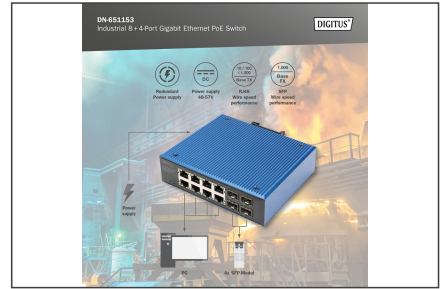 DN-651153
Industrial 8+4-Port Gigabit Ethernet PoE Switch
DIGITUS®
DC
10 / 100
/ 1.000
Base TX
1.000
Base
FX
Redundant
Power supply
Power supply
48-57V
RJ45
Wire speed
performance
SFP
Wire speed
performance
Power
supply
PC
4x SFP-Modul